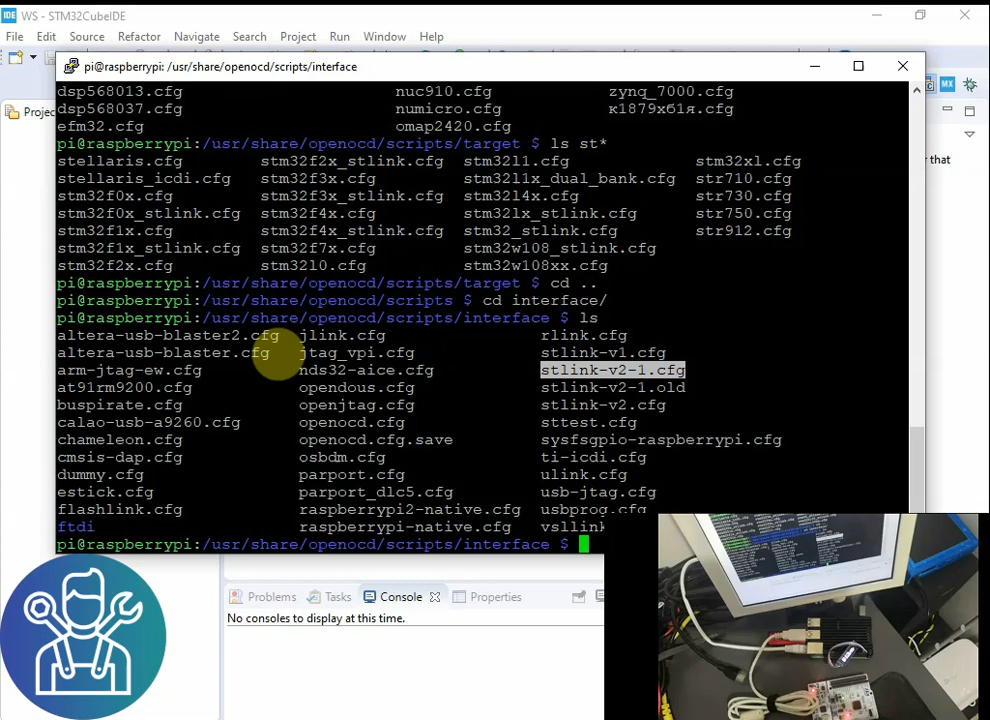 IDE WS - STM32CubeIDE
File Edit Source Refactor Navigate Search Project Run Window Help
pi@raspberrypi: /usr/share/openocd/scripts/interface
MX
Projec
that
dsp568013.cfg nuc910.cfg zynq_7000.cfg
dsp568037.cfg numicro.cfg к1879xб1я.cfg
efm32.cfg omap2420.cfg
pi@raspberrypi:/usr/share/openocd/scripts/target $ ls st*
stellaris.cfg stm32f2x_stlink.cfg stm32l1.cfg stm32xl.cfg
stellaris_icdi.cfg stm32f3x.cfg stm32l1x_dual_bank.cfg str710.cfg
stm32f0x.cfg stm32f3x_stlink.cfg stm32l4x.cfg str730.cfg
stm32f0x_stlink.cfg stm32f4x.cfg stm32lx_stlink.cfg str750.cfg
stm32f1x.cfg stm32f4x_stlink.cfg stm32_stlink.cfg str912.cfg
stm32f1x_stlink.cfg stm32f7x.cfg stm32w108_stlink.cfg
stm32f2x.cfg stm32l0.cfg stm32w108xx.cfg
pi@raspberrypi:/usr/share/openocd/scripts/target $ cd ..
pi@raspberrypi:/usr/share/openocd/scripts $ cd interface/
pi@raspberrypi:/usr/share/openocd/scripts/interface $ ls
altera-usb-blaster2.cfg jlink.cfg rlink.cfg
altera-usb-blaster.cfg jtag_vpi.cfg stlink-v1.cfg
arm-jtag-ew.cfg nds32-aice.cfg stlink-v2-1.cfg
at91rm9200.cfg opendous.cfg stlink-v2-1.old
buspirate.cfg openjtag.cfg stlink-v2.cfg
calao-usb-a9260.cfg openocd.cfg sttest.cfg
chameleon.cfg openocd.cfg.save sysfsgpio-raspberrypi.cfg
cmsis-dap.cfg osbdm.cfg ti-icdi.cfg
dummy.cfg parport.cfg ulink.cfg
estick.cfg parport_dlc5.cfg usb-jtag.cfg
flashlink.cfg raspberrypi2-native.cfg usbprog.cfg
ftdi raspberrypi-native.cfg vsllink
pi@raspberrypi:/usr/share/openocd/scripts/interface $
Problems Tasks Console Properties
No consoles to display at this time.